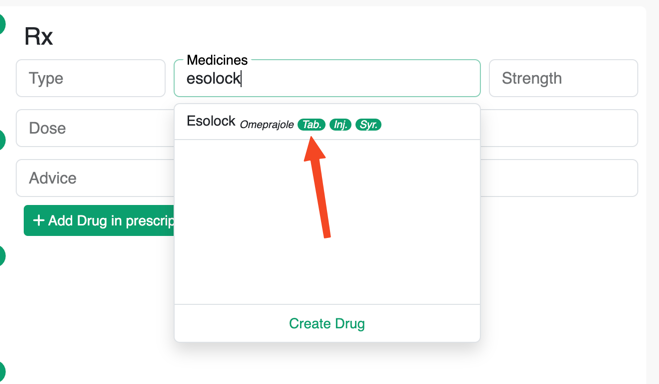 Rx
Medicines
Type
esolock
Strength
Esolock Omeprajole Tab. Inj. Syr.
Dose
Advice
+ Add Drug in prescrip
Create Drug